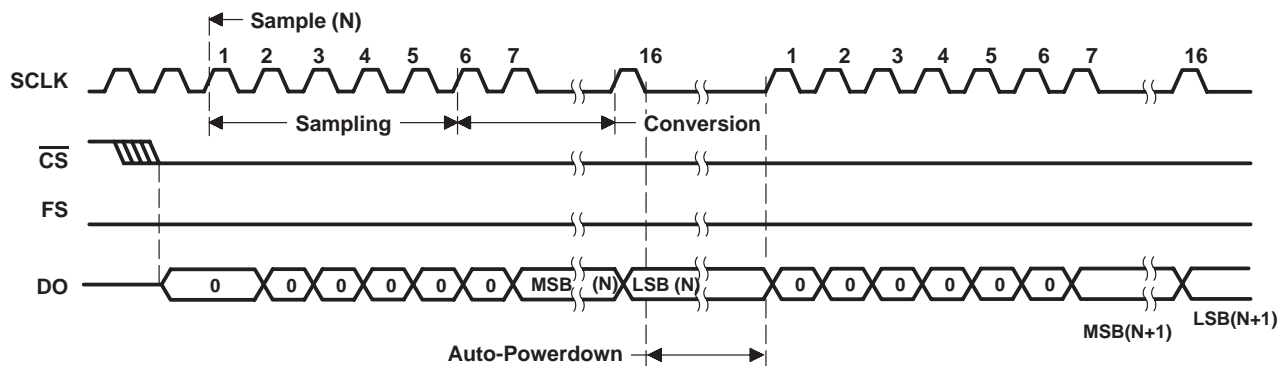 Sample (N)
1 2 3 4 5 6 7 16 1 2 3 4 5 6 7 16
SCLK
Sampling Conversion
CS
FS
DO 0 0 0 0 0 0 MSB (N) LSB (N) 0 0 0 0 0 0
MSB(N+1) LSB(N+1)
Auto-Powerdown